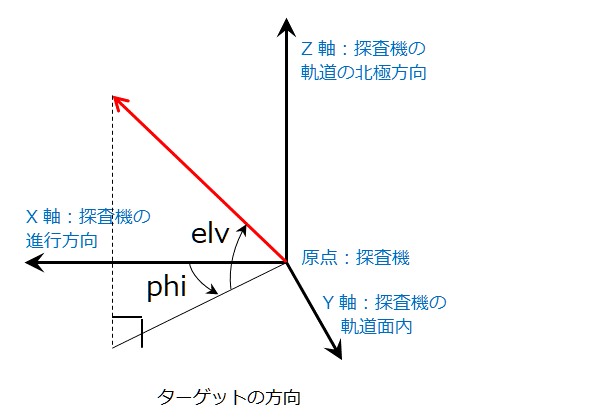 Z 軸：探査機の
軌道の北極方向
X 軸：探査機の
進行方向
elv
原点：探査機
phi
Y 軸：探査機の
軌道面内
ターゲットの方向